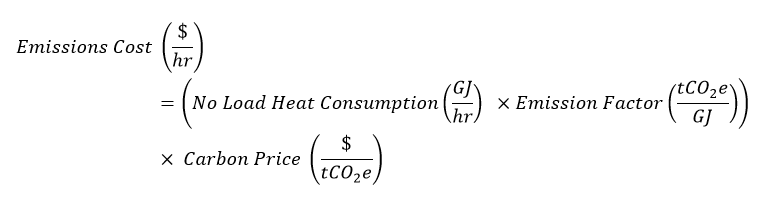 Emissions Cost ($/hr)
= (No Load Heat Consumption (GJ/hr) × Emission Factor (tCO₂e/GJ))
× Carbon Price ($/tCO₂e)